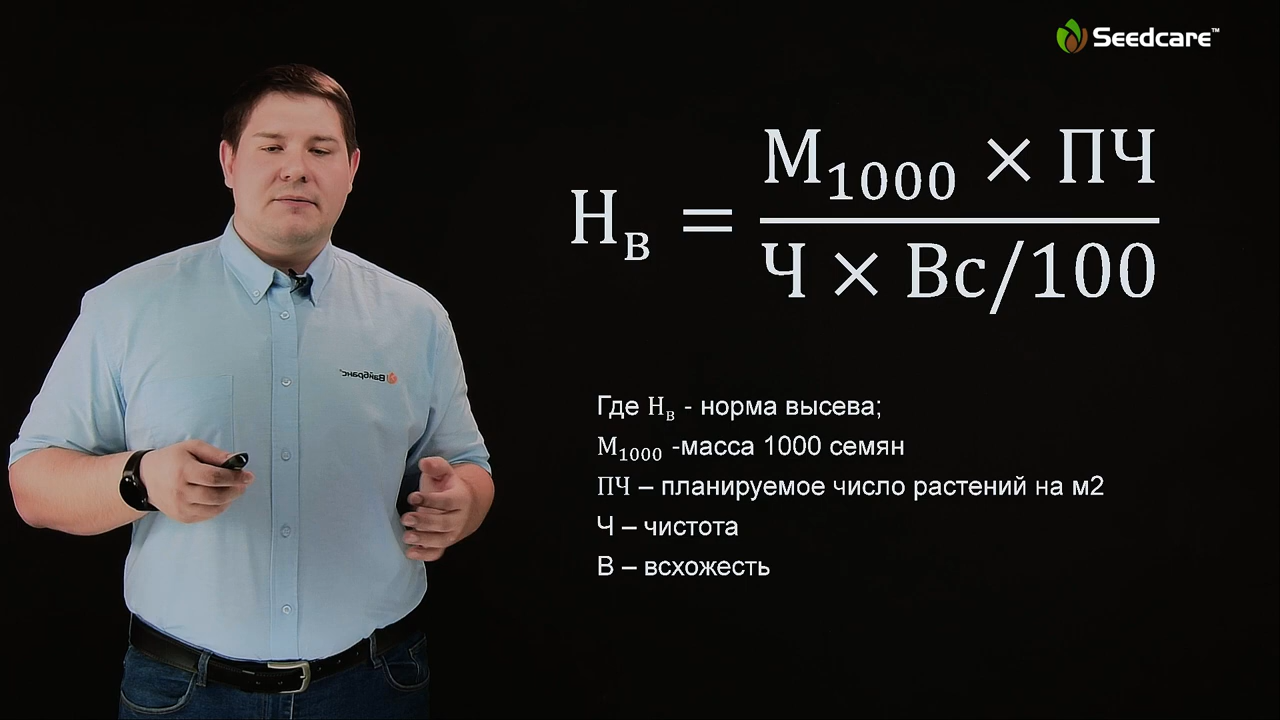 Seedcare™
Нв = М1000 × ПЧ
Ч × Вс/100
Где Нв - норма высева;
М1000 -масса 1000 семян
ПЧ – планируемое число растений на м2
Ч – чистота
В – всхожесть
Вайбранс